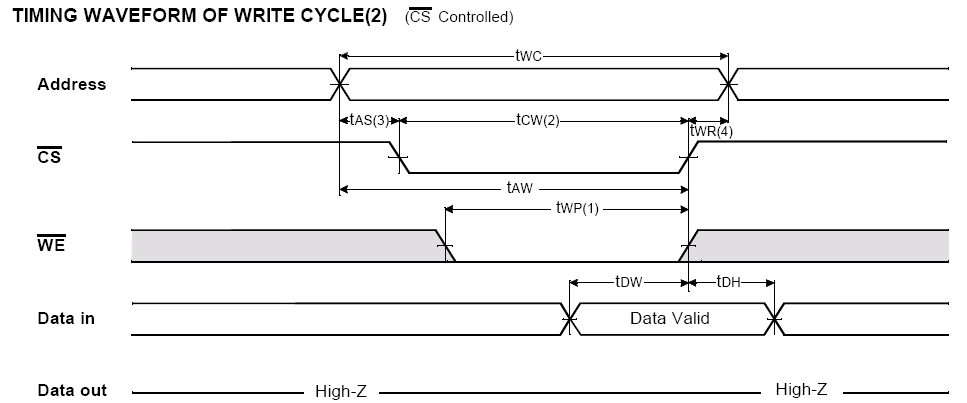 TIMING WAVEFORM OF WRITE CYCLE(2) (CS Controlled)
tWC
Address
tAS(3) tCW(2) tWR(4)
CS
tAW
tWP(1)
WE
tDW tDH
Data in Data Valid
Data out High-Z High-Z